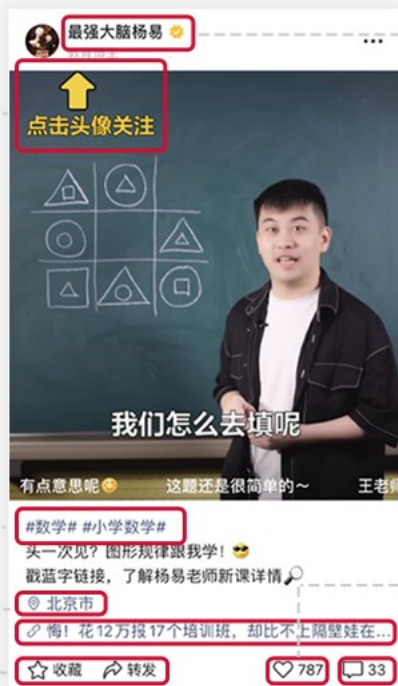 最强大脑杨易
教育博主
点击头像关注
我们怎么去填呢
有点意思呢
这题还是很简单的~
王老师
#数学# #小学数学#
头一次见？图形规律跟我学！
戳蓝字链接，了解杨易老师新课详情
北京市
悔！花12万报17个培训班，却比不上隔壁娃在...
收藏
转发
787
33